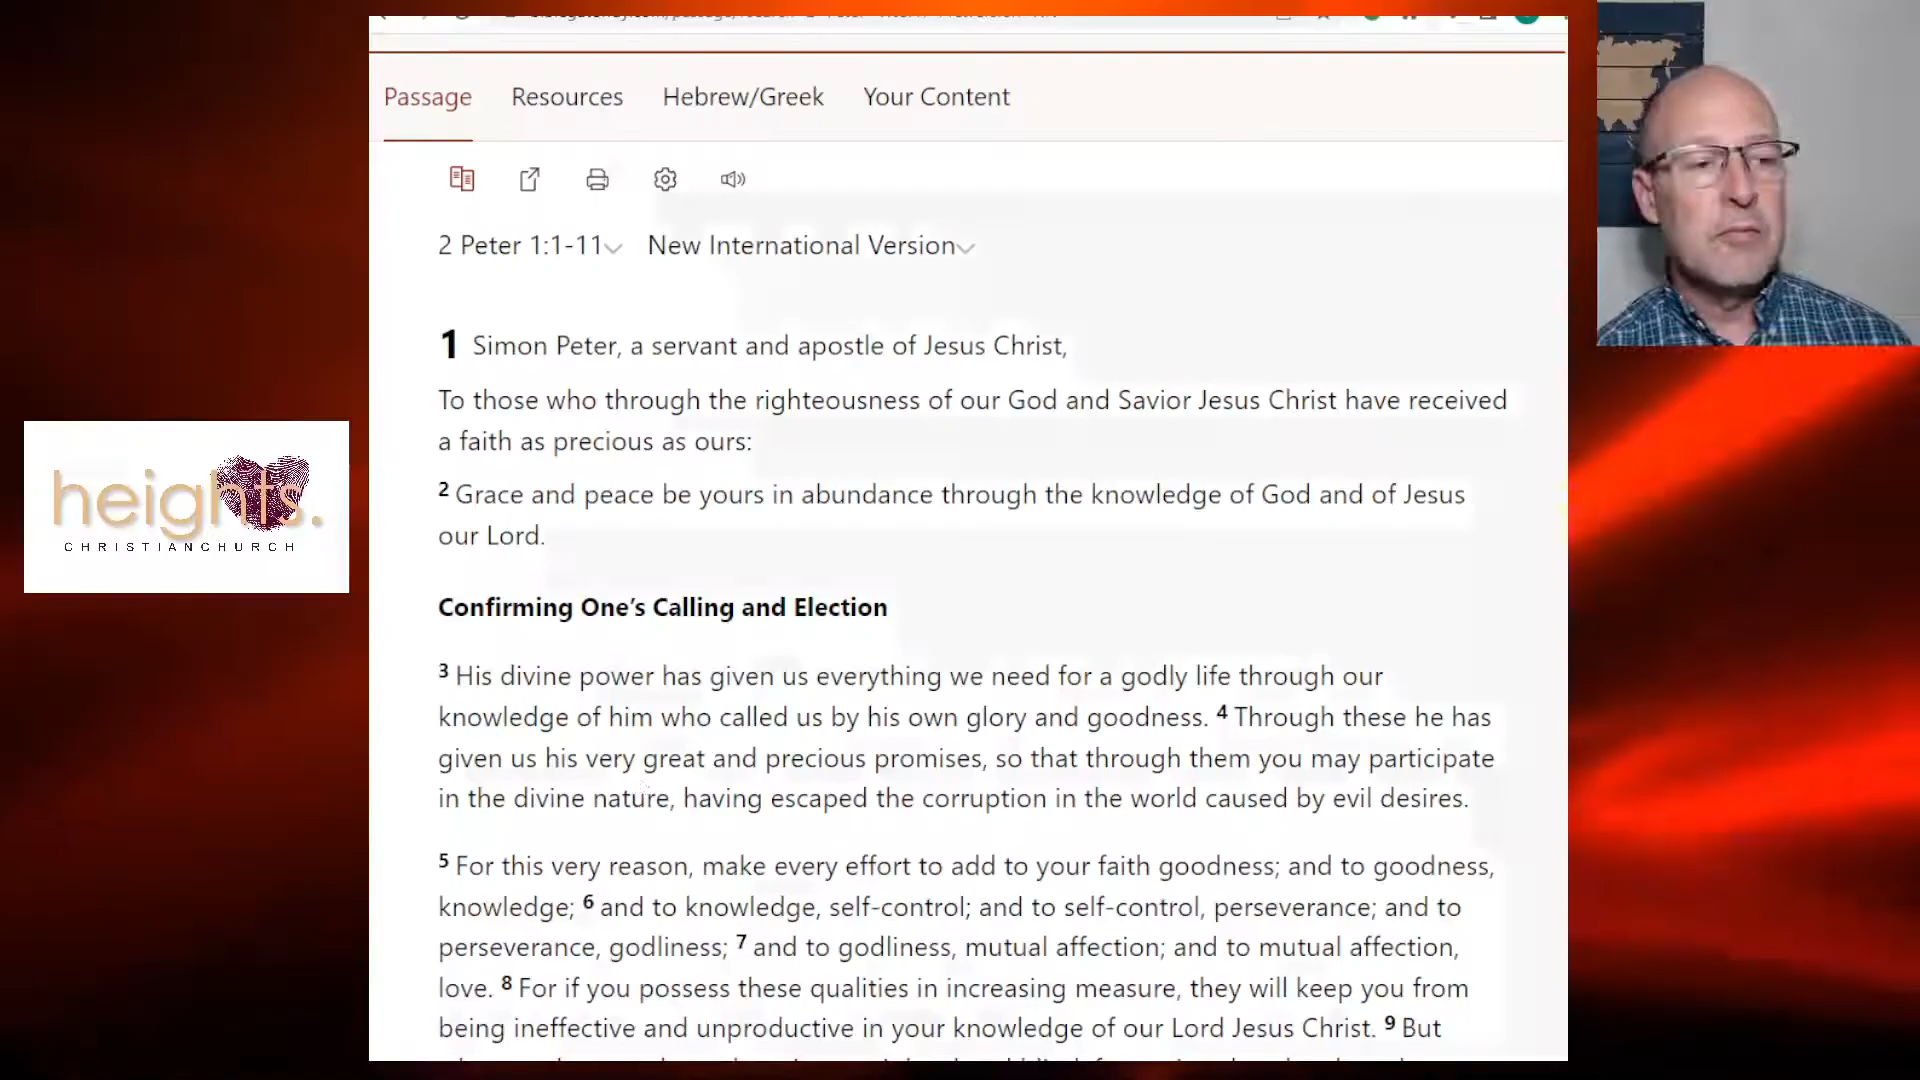 Passage Resources Hebrew/Greek Your Content
2 Peter 1:1-11 New International Version
1 Simon Peter, a servant and apostle of Jesus Christ,
To those who through the righteousness of our God and Savior Jesus Christ have received
a faith as precious as ours:
2 Grace and peace be yours in abundance through the knowledge of God and of Jesus
our Lord.
Confirming One’s Calling and Election
3 His divine power has given us everything we need for a godly life through our
knowledge of him who called us by his own glory and goodness. 4 Through these he has
given us his very great and precious promises, so that through them you may participate
in the divine nature, having escaped the corruption in the world caused by evil desires.
5 For this very reason, make every effort to add to your faith goodness; and to goodness,
knowledge; 6 and to knowledge, self-control; and to self-control, perseverance; and to
perseverance, godliness; 7 and to godliness, mutual affection; and to mutual affection,
love. 8 For if you possess these qualities in increasing measure, they will keep you from
being ineffective and unproductive in your knowledge of our Lord Jesus Christ. 9 But
heights.
CHRISTIANCHURCH